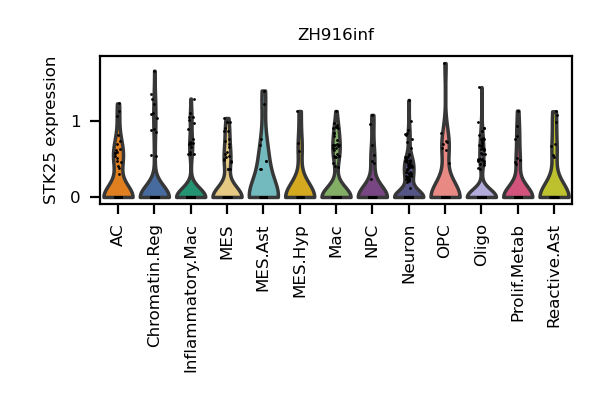 ZH916inf
STK25 expression
1
0
AC
Chromatin.Reg
Inflammatory.Mac
MES
MES.Ast
MES.Hyp
Mac
NPC
Neuron
OPC
Oligo
Prolif.Metab
Reactive.Ast